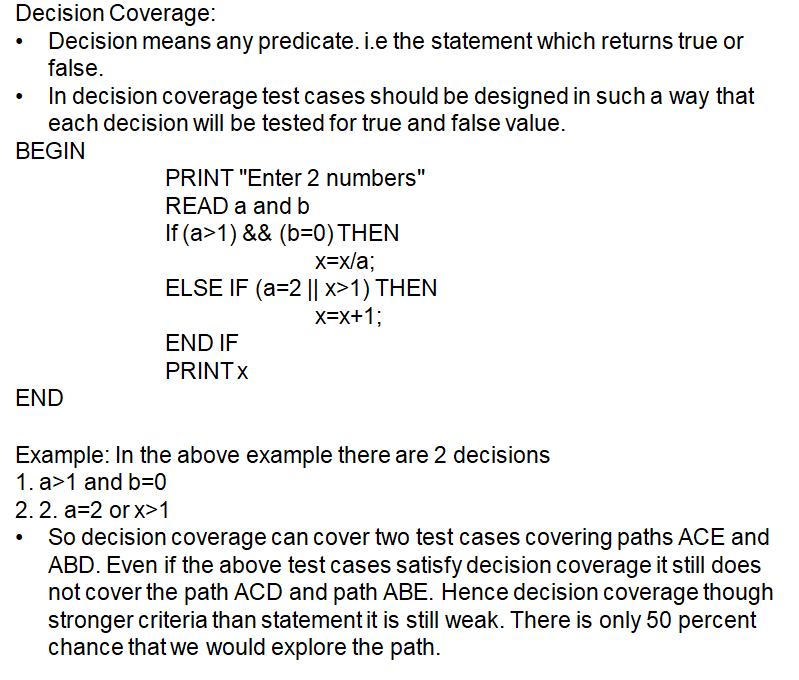 Decision Coverage:
• Decision means any predicate. i.e the statement which returns true or
false.
• In decision coverage test cases should be designed in such a way that
each decision will be tested for true and false value.
BEGIN
PRINT "Enter 2 numbers"
READ a and b
If (a>1) && (b=0) THEN
x=x/a;
ELSE IF (a=2 || x>1) THEN
x=x+1;
END IF
PRINT x
END
Example: In the above example there are 2 decisions
1. a>1 and b=0
2. 2. a=2 or x>1
• So decision coverage can cover two test cases covering paths ACE and
ABD. Even if the above test cases satisfy decision coverage it still does
not cover the path ACD and path ABE. Hence decision coverage though
stronger criteria than statement it is still weak. There is only 50 percent
chance that we would explore the path.